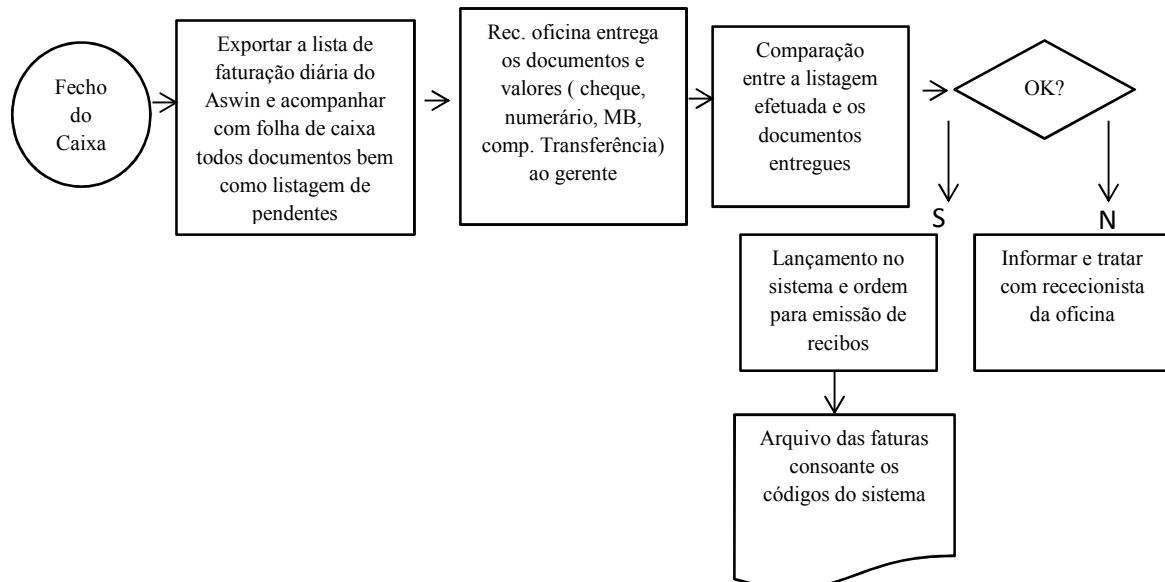 Fecho
do
Caixa
Exportar a lista de
faturação diária do
Aswin e acompanhar
com folha de caixa
todos documentos bem
como listagem de
pendentes
Rec. oficina entrega
os documentos e
valores ( cheque,
numerário, MB,
comp. Transferência)
ao gerente
Comparação
entre a listagem
efetuada e os
documentos
entregues
OK?
S
N
Lançamento no
sistema e ordem
para emissão de
recibos
Informar e tratar
com rececionista
da oficina
Arquivo das faturas
consoante os
códigos do sistema